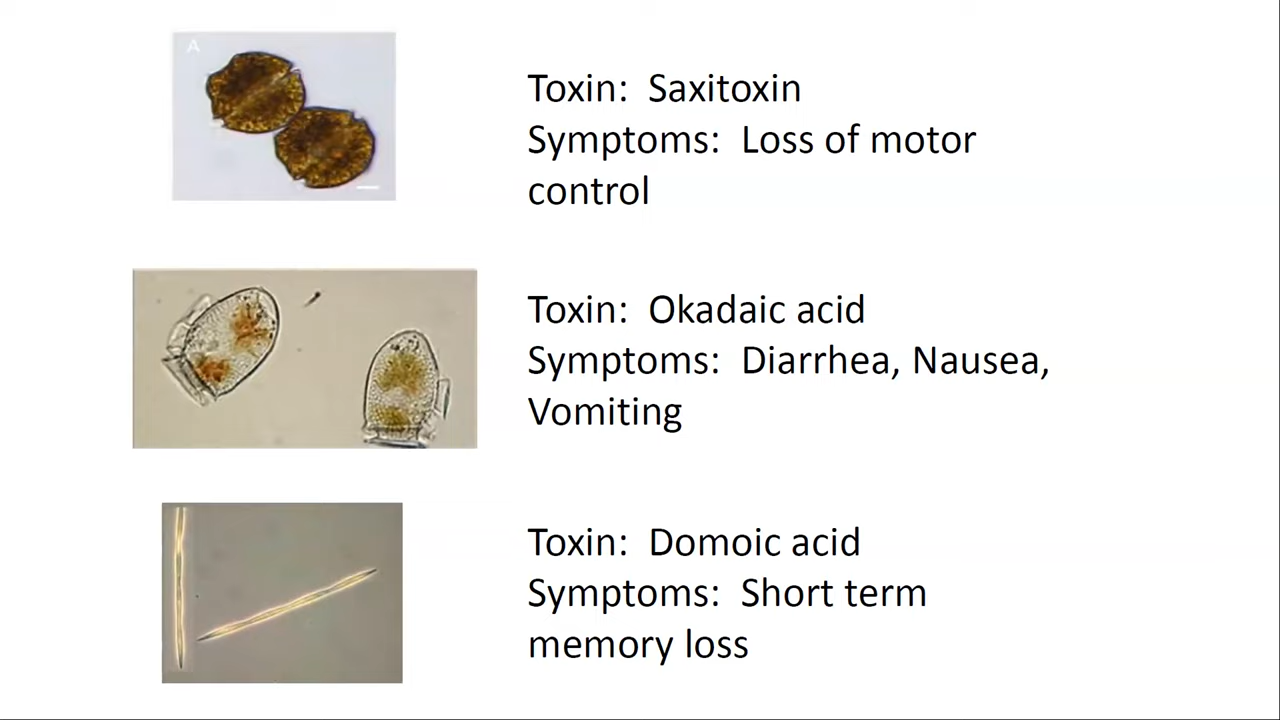 A
Toxin: Saxitoxin
Symptoms: Loss of motor
control
Toxin: Okadaic acid
Symptoms: Diarrhea, Nausea,
Vomiting
Toxin: Domoic acid
Symptoms: Short term
memory loss